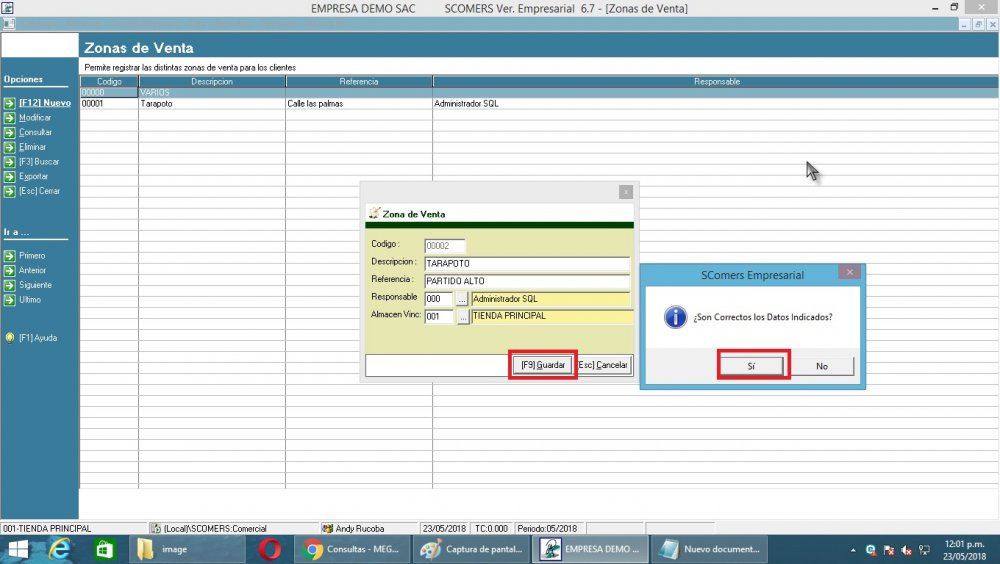 EMPRESA DEMO SAC SCOMERS Ver. Empresarial 6.7 - [Zonas de Venta]
Zonas de Venta
Permite registrar las distintas zonas de venta para los clientes
Opciones
[F12] Nuevo
Modificar
Consultar
Eliminar
[F3] Buscar
Exportar
[Esc] Cerrar
Ir a ...
Primero
Anterior
Siguiente
Ultimo
[F1] Ayuda
Codigo Descripcion Referencia Responsable
00000 VARIOS
00001 Tarapoto Calle las palmas Administrador SQL
Zona de Venta
Codigo : 00002
Descripcion : TARAPOTO
Referencia : PARTIDO ALTO
Responsable 000 ... Administrador SQL
Almacen Vinc: 001 ... TIENDA PRINCIPAL
[F9] Guardar [Esc] Cancelar
SComers Empresarial
¿Son Correctos los Datos Indicados?
Sí No
001-TIENDA PRINCIPAL (Local)\SCOMERS:Comercial Andy Rucoba 23/05/2018 TC:0.000 Periodo:05/2018
image Consultas - MEG... Captura de pantal... EMPRESA DEMO ... Nuevo document... 12:01 p.m.
23/05/2018